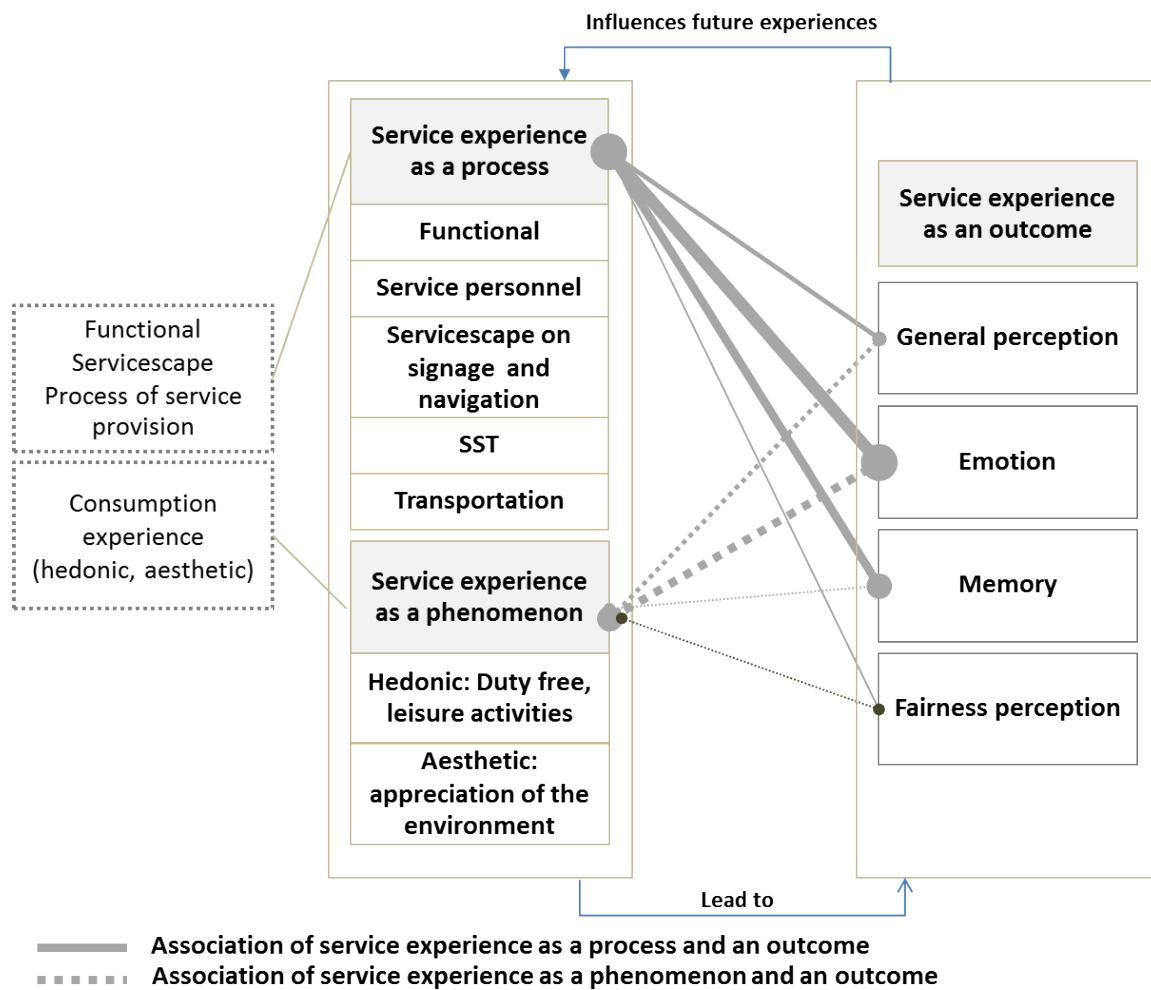 Influences future experiences
Service experience
as a process
Functional
Service personnel
Servicescape on
signage and
navigation
SST
Transportation
Service experience
as a phenomenon
Hedonic: Duty free,
leisure activities
Aesthetic:
appreciation of the
environment
Functional
Servicescape
Process of service
provision
Consumption
experience
(hedonic, aesthetic)
Service experience
as an outcome
General perception
Emotion
Memory
Fairness perception
Lead to
Association of service experience as a process and an outcome
Association of service experience as a phenomenon and an outcome